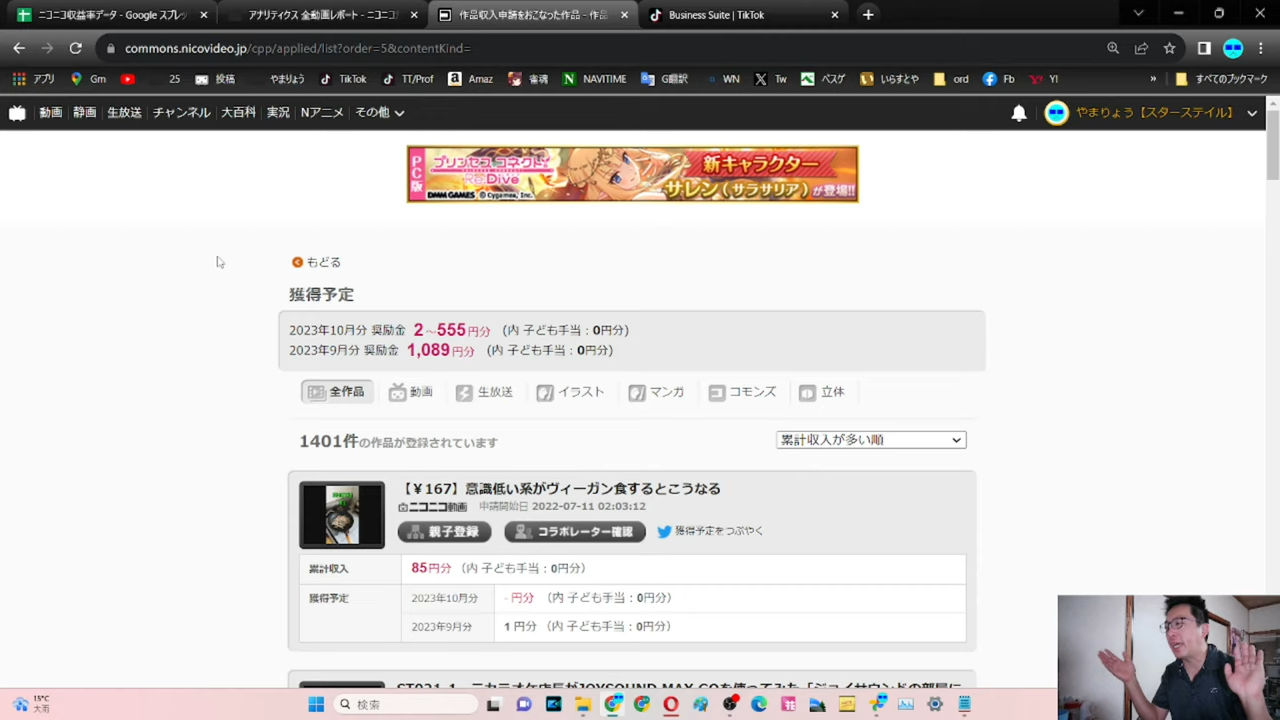 ニコニコ収益率データ - Google スプレッ
アナリティクス 全動画レポート - ニコニコ
作品収入申請をおこなった作品 - 作品
Business Suite | TikTok
commons.nicovideo.jp/cpp/applied/list?order=5&contentKind=
アプリ
Gm
25
投稿
やまりょう
TikTok
TT/Prof
Amaz
雀魂
NAVITIME
G翻訳
WN
Tw
ベスゲ
いらすとや
ord
Fb
Y!
»
すべてのブックマーク
動画
静画
生放送
チャンネル
大百科
実況
Nアニメ
その他
やまりょう【スターステイル】
PC版
プリンセスコネクト!
Re:Dive
DMM GAMES © Cygames, Inc.
新キャラクター
サレン(サラサリア)が登場!!
もどる
獲得予定
2023年10月分 奨励金 2～555円分 (内 子ども手当：0円分)
2023年9月分 奨励金 1,089円分 (内 子ども手当：0円分)
全作品
動画
生放送
イラスト
マンガ
コモンズ
立体
1401件の作品が登録されています
累計収入が多い順
【￥167】意識低い系がヴィーガン食するとこうなる
ニコニコ動画 申請開始日 2022-07-11 02:03:12
親子登録
コラボレーター確認
獲得予定をつぶやく
累計収入 85円分 (内 子ども手当：0円分)
獲得予定 2023年10月分 - 円分 (内 子ども手当：0円分)
2023年9月分 1 円分 (内 子ども手当：0円分)
15℃
大雨
検索